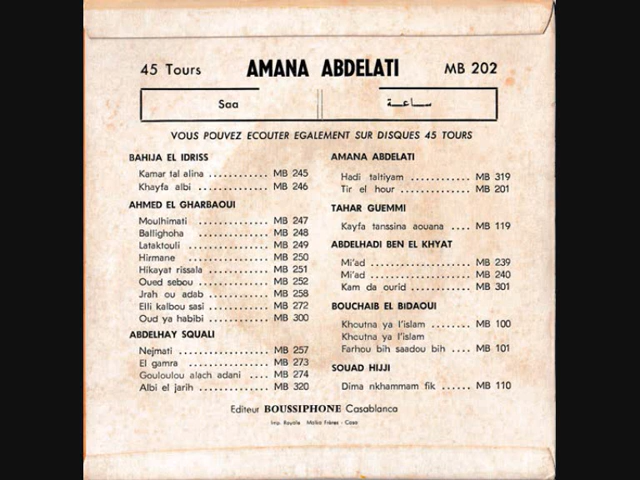 45 Tours AMANA ABDELATI MB 202
Saa ساعة
VOUS POUVEZ ECOUTER EGALEMENT SUR DISQUES 45 TOURS
BAHIJA EL IDRISS
Kamar tal alina ............ MB 245
Khayfa albi .............. MB 246
AHMED EL GHARBAOUI
Moulhimati ............ MB 247
Ballighoha ............ MB 248
Lataktouli ............ MB 249
Hirmane .............. MB 250
Hikayat rissala ......... MB 251
Oued sebou ............ MB 252
Jrah ou adab ........... MB 258
Elli kalbou sasi ......... MB 272
Oud ya habibi .......... MB 300
ABDELHAY SQUALI
Nejmati ................ MB 257
El gamra .............. MB 273
Gouloulou alach adani .... MB 274
Albi el jarih ............. MB 320
AMANA ABDELATI
Hadi taltiyam ............ MB 319
Tir el hour ............... MB 201
TAHAR GUEMMI
Kayfa tanssina aouana .... MB 119
ABDELHADI BEN EL KHYAT
Mi'ad .................... MB 239
Mi'ad .................... MB 240
Kam da ourid ............ MB 301
BOUCHAIB EL BIDAOUI
Khoutna ya l'islam ........ MB 100
Khoutna ya l'islam
Farhou bih saadou bih .... MB 101
SOUAD HIJJI
Dima nkhammam fik ...... MB 110
Editeur BOUSSIPHONE Casablanca
Imp. Royale Maika Frères - Casa